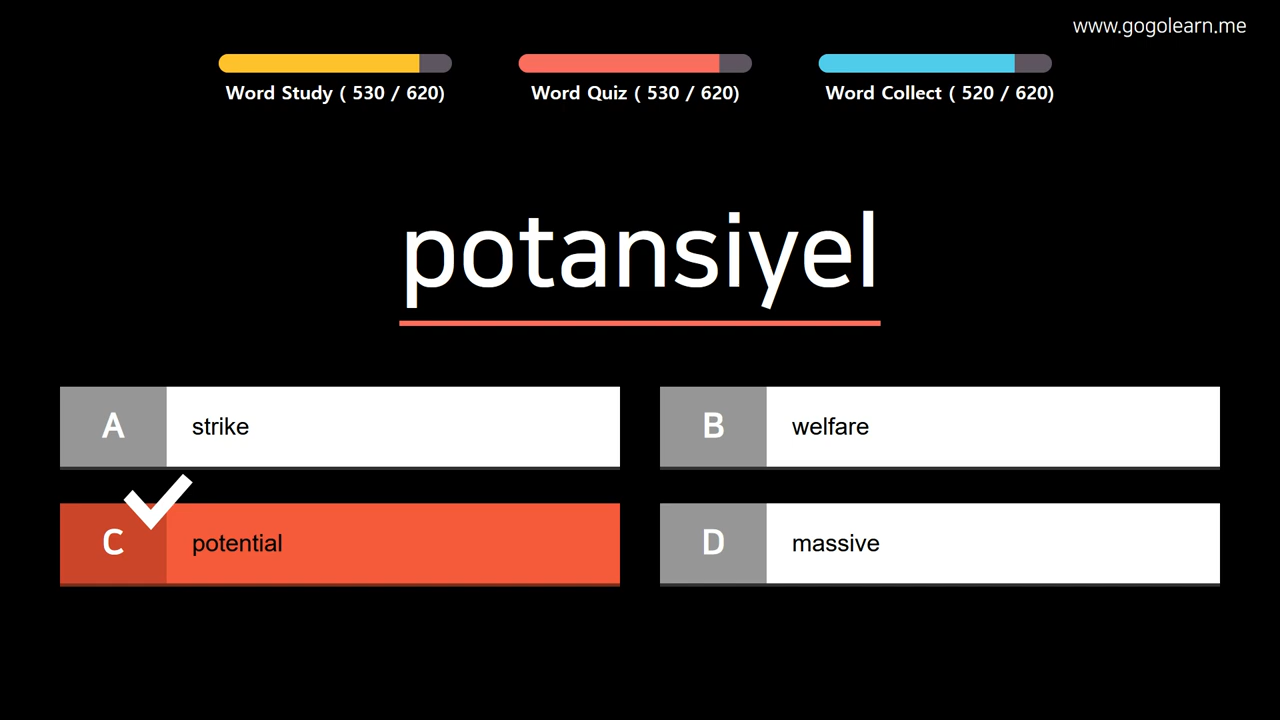 www.gogolearn.me
Word Study ( 530 / 620)
Word Quiz ( 530 / 620)
Word Collect ( 520 / 620)
potansiyel
A strike
B welfare
C potential
D massive